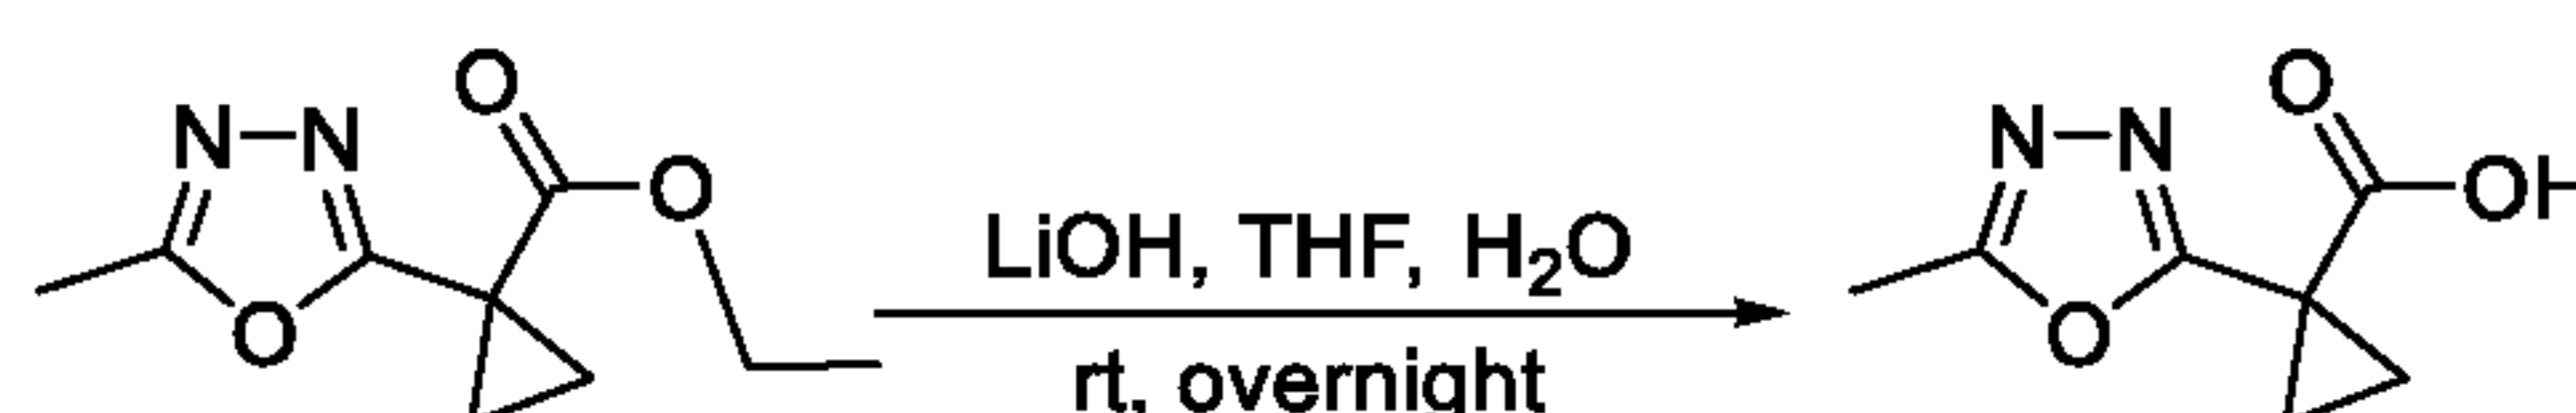 O
N N
O
O
LiOH, THF, H₂O
rt, overnight
O
N N
OH
O